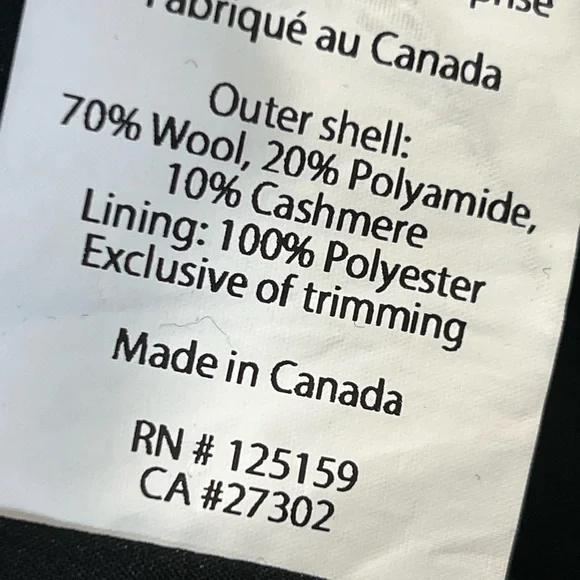 Fabriqué au Canada
Outer shell:
70% Wool, 20% Polyamide,
10% Cashmere
Lining: 100% Polyester
Exclusive of trimming
Made in Canada
RN # 125159
CA #27302